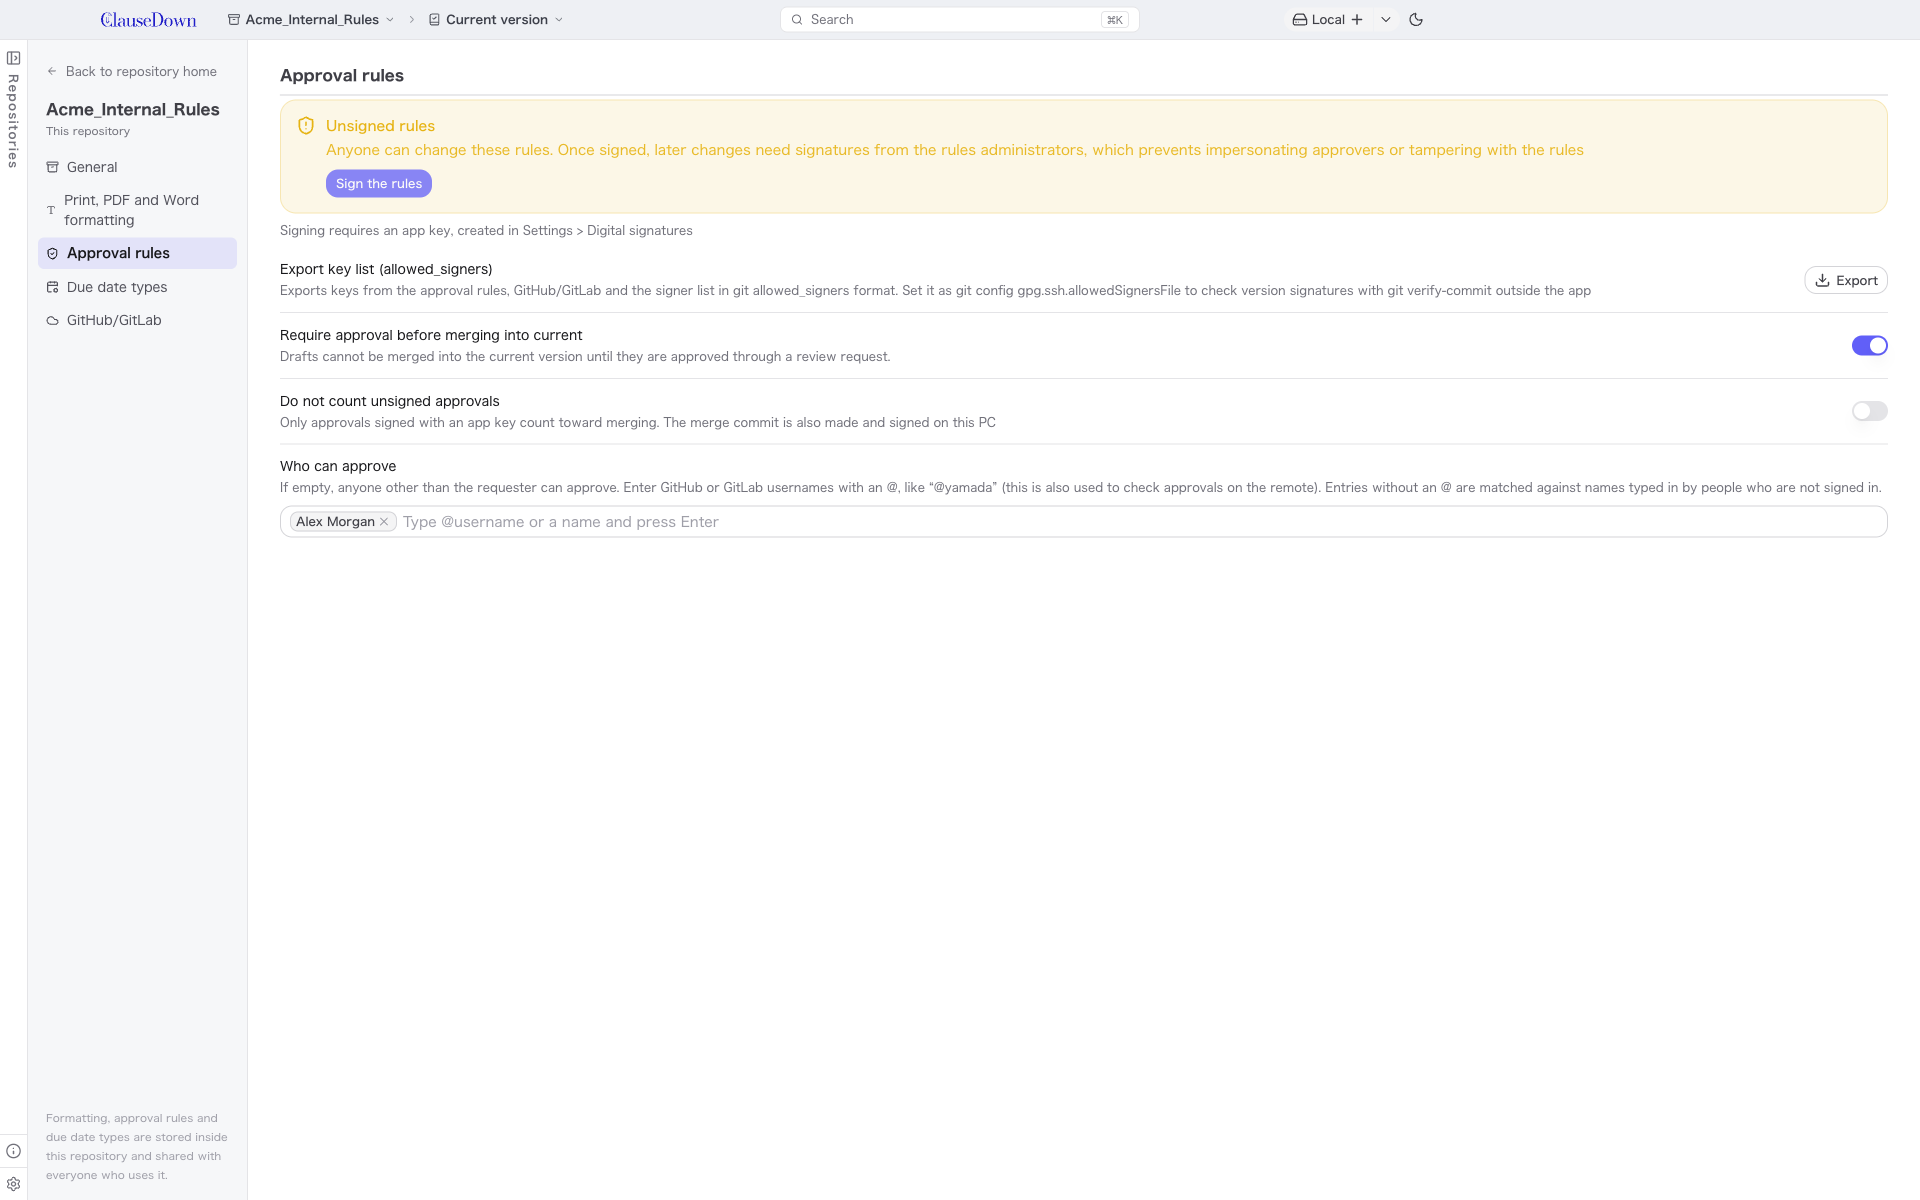 ClauseDown
Acme_Internal_Rules
Current version
Search
⌘K
Local
Repositories
Back to repository home
Acme_Internal_Rules
This repository
General
Print, PDF and Word
formatting
Approval rules
Due date types
GitHub/GitLab
Formatting, approval rules and
due date types are stored inside
this repository and shared with
everyone who uses it.
Approval rules
Unsigned rules
Anyone can change these rules. Once signed, later changes need signatures from the rules administrators, which prevents impersonating approvers or tampering with the rules
Sign the rules
Signing requires an app key, created in Settings > Digital signatures
Export key list (allowed_signers)
Exports keys from the approval rules, GitHub/GitLab and the signer list in git allowed_signers format. Set it as git config gpg.ssh.allowedSignersFile to check version signatures with git verify-commit outside the app
Export
Require approval before merging into current
Drafts cannot be merged into the current version until they are approved through a review request.
Do not count unsigned approvals
Only approvals signed with an app key count toward merging. The merge commit is also made and signed on this PC
Who can approve
If empty, anyone other than the requester can approve. Enter GitHub or GitLab usernames with an @, like “@yamada” (this is also used to check approvals on the remote). Entries without an @ are matched against names typed in by people who are not signed in.
Alex Morgan
Type @username or a name and press Enter